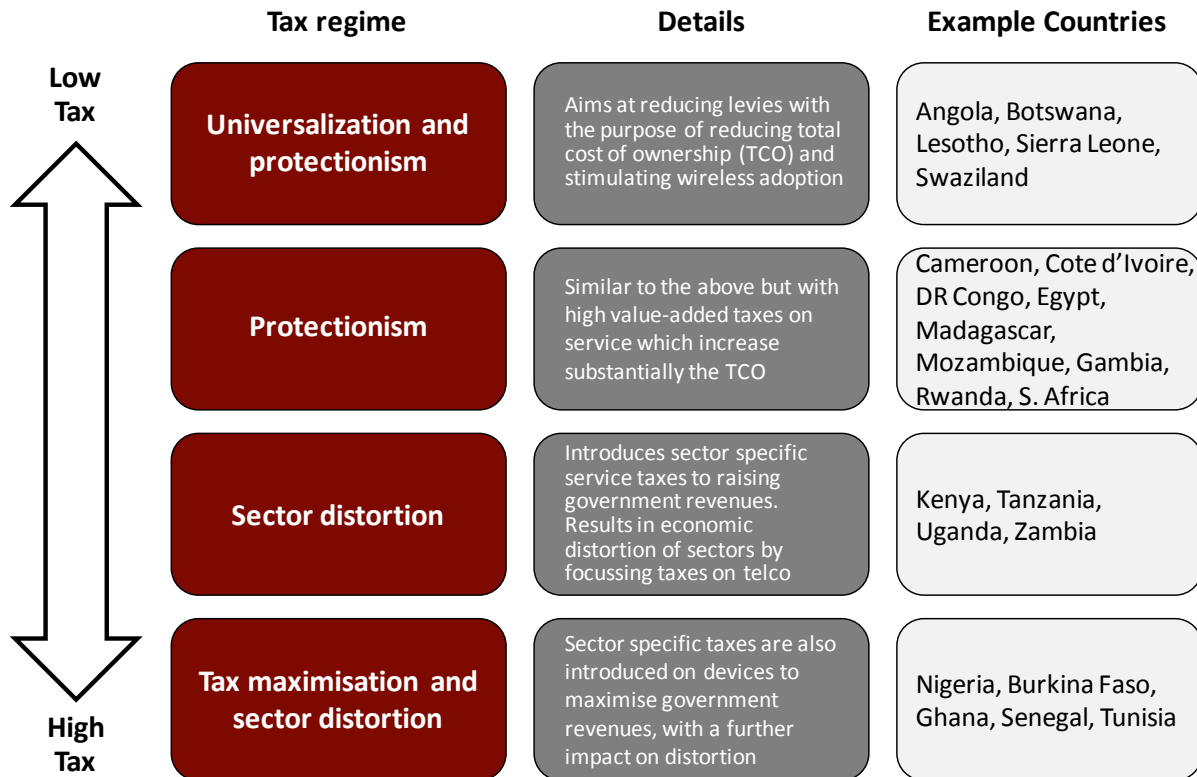 Tax regime
Details
Example Countries
Low
Tax
Universalization and
protectionism
Aims at reducing levies with
the purpose of reducing total
cost of ownership (TCO) and
stimulating wireless adoption
Angola, Botswana,
Lesotho, Sierra Leone,
Swaziland
Protectionism
Similar to the above but with
high value-added taxes on
service which increase
substantially the TCO
Cameroon, Cote d’Ivoire,
DR Congo, Egypt,
Madagascar,
Mozambique, Gambia,
Rwanda, S. Africa
Sector distortion
Introduces sector specific
service taxes to raising
government revenues.
Results in economic
distortion of sectors by
focussing taxes on telco
Kenya, Tanzania,
Uganda, Zambia
Tax maximisation and
sector distortion
Sector specific taxes are also
introduced on devices to
maximise government
revenues, with a further
impact on distortion
Nigeria, Burkina Faso,
Ghana, Senegal, Tunisia
High
Tax